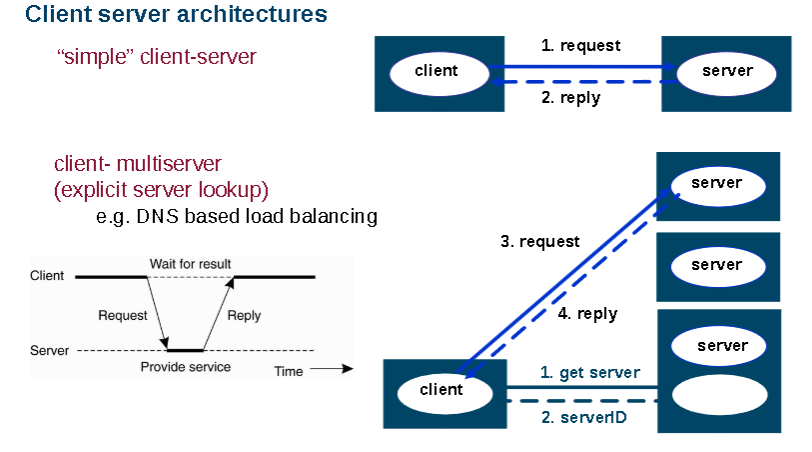 Client server architectures
“simple” client-server
client
1. request
2. reply
server
client- multiserver
(explicit server lookup)
e.g. DNS based load balancing
Client
Wait for result
Request
Reply
Server
Provide service
Time
server
server
server
3. request
4. reply
client
1. get server
2. serverID